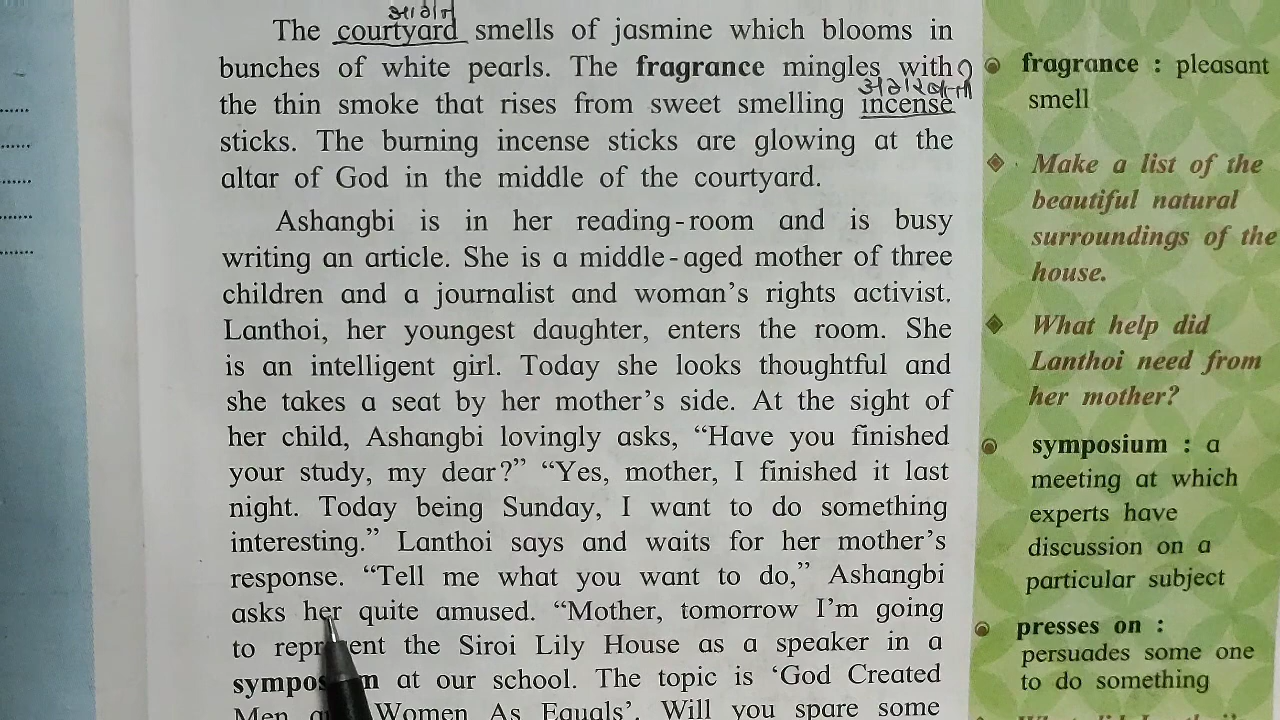 आगंन
The courtyard smells of jasmine which blooms in
bunches of white pearls. The fragrance mingles with
अगरबत्ती
the thin smoke that rises from sweet smelling incense
sticks. The burning incense sticks are glowing at the
altar of God in the middle of the courtyard.
Ashangbi is in her reading-room and is busy
writing an article. She is a middle-aged mother of three
children and a journalist and woman's rights activist.
Lanthoi, her youngest daughter, enters the room. She
is an intelligent girl. Today she looks thoughtful and
she takes a seat by her mother's side. At the sight of
her child, Ashangbi lovingly asks, “Have you finished
your study, my dear?” “Yes, mother, I finished it last
night. Today being Sunday, I want to do something
interesting.” Lanthoi says and waits for her mother's
response. “Tell me what you want to do,” Ashangbi
asks her quite amused. “Mother, tomorrow I'm going
to the Siroi Lily House as a speaker in a
at our school. The topic is ‘God Created
Men Women As Equals’. Will you spare some
fragrance : pleasant
smell
Make a list of the
beautiful natural
surroundings of the
house.
What help did
Lanthoi need from
her mother?
symposium : a
meeting at which
experts have
discussion on a
particular subject
presses on :
persuades some one
to do something